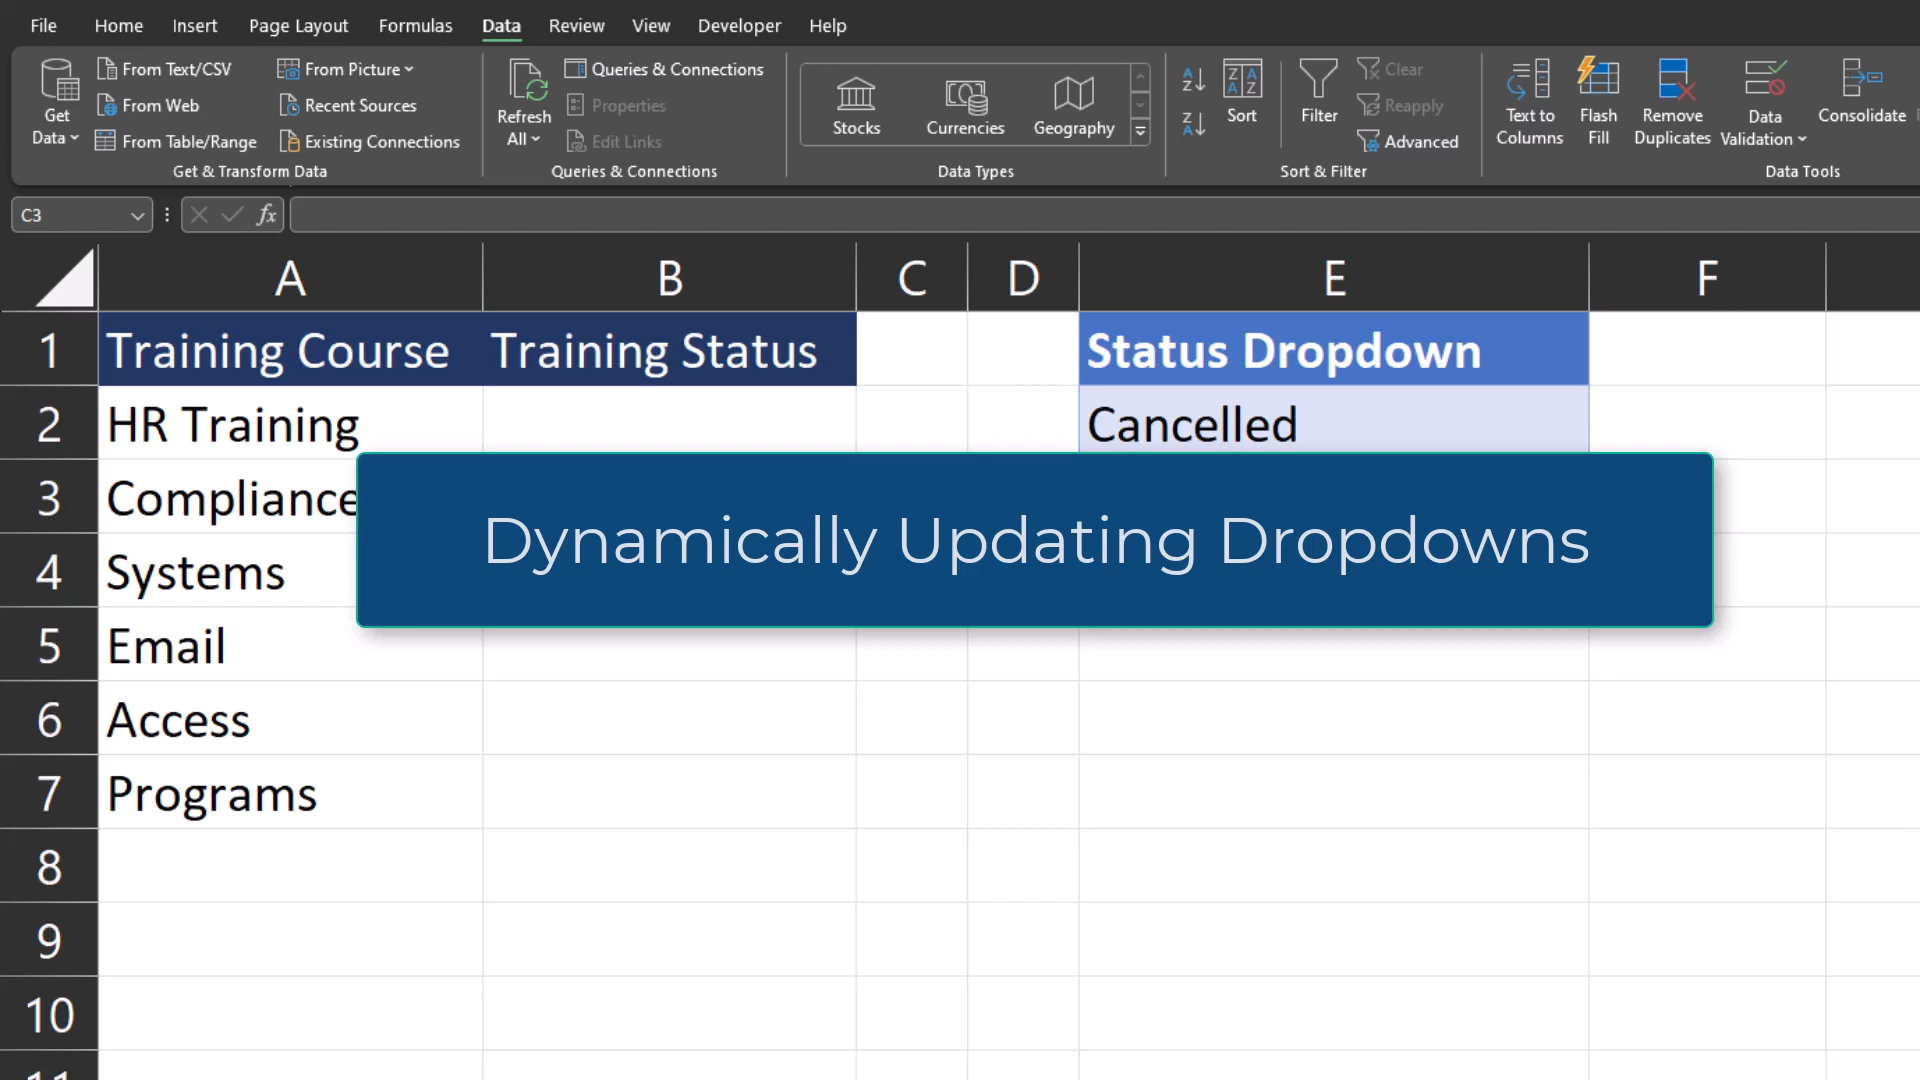 File Home Insert Page Layout Formulas Data Review View Developer Help
From Text/CSV From Picture Queries & Connections Clear
Get Data From Web Recent Sources Refresh All Properties Stocks Currencies Geography Sort Filter Reapply Text to Columns Flash Fill Remove Duplicates Data Validation Consolidate
From Table/Range Existing Connections Edit Links Advanced
Get & Transform Data Queries & Connections Data Types Sort & Filter Data Tools
C3 fx
A B C D E F
1 Training Course Training Status Status Dropdown
2 HR Training Cancelled
3 Compliance
Dynamically Updating Dropdowns
4 Systems
5 Email
6 Access
7 Programs
8
9
10
11